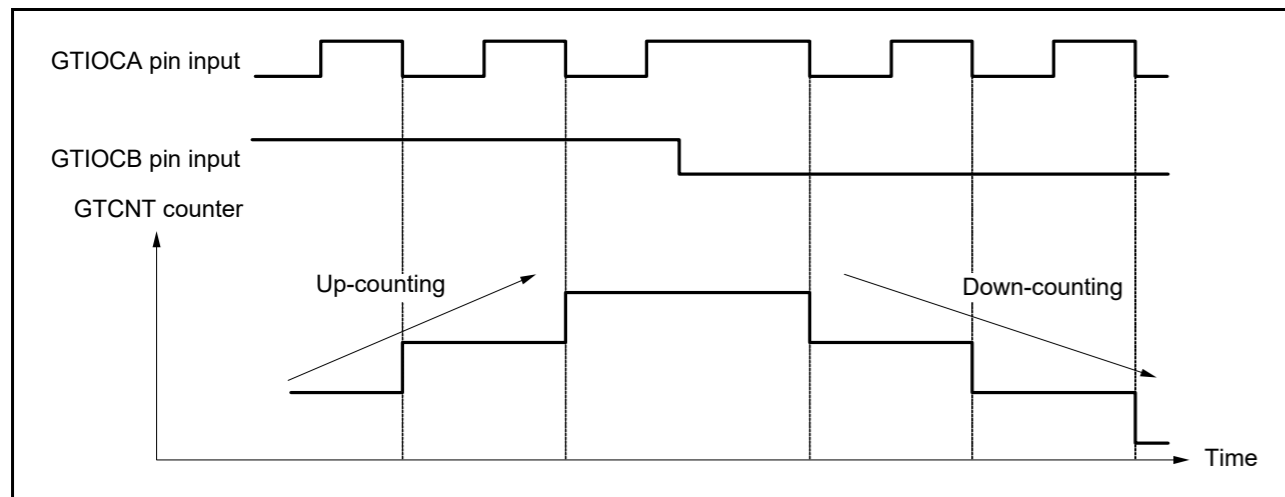 GTIOCA pin input
GTIOCB pin input
GTCNT counter
Up-counting
Down-counting
Time